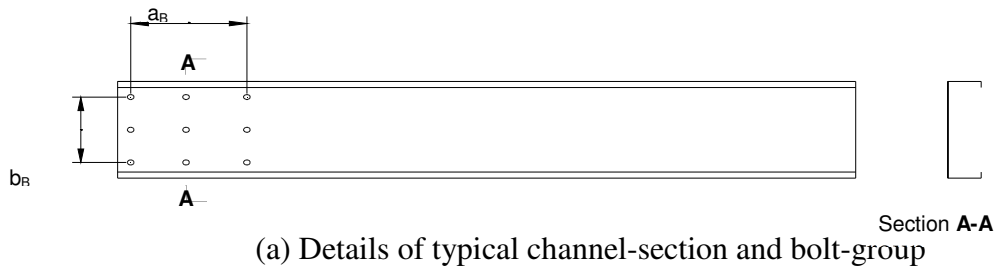 aB
A
bB
A
Section A-A
(a) Details of typical channel-section and bolt-group